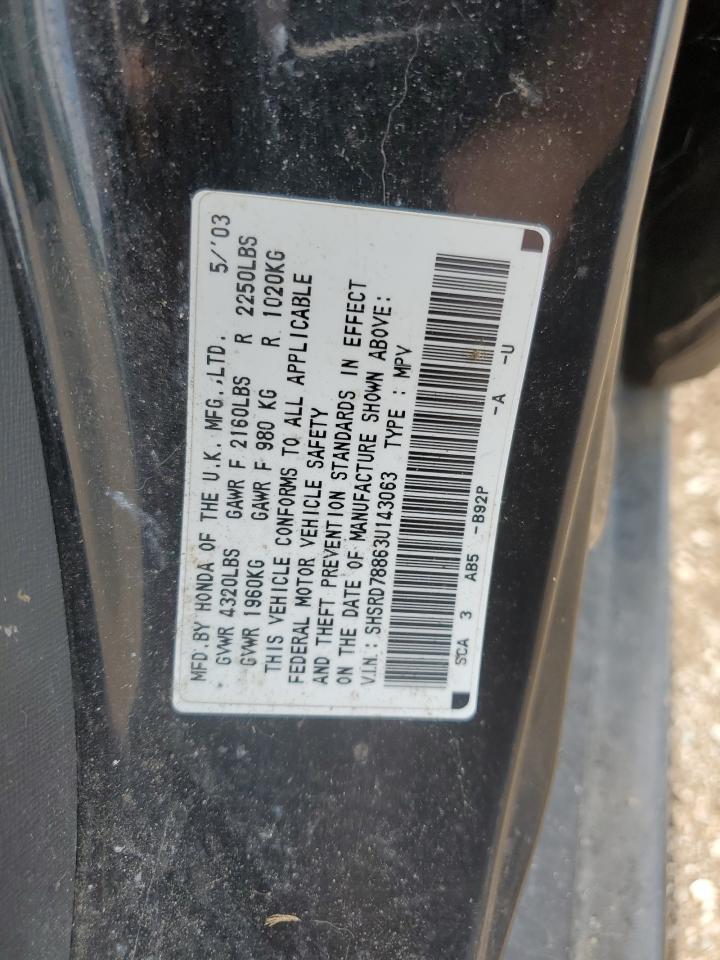 MFD.BY HONDA OF THE U.K. MFG.,LTD. 5/'03
GVWR 4320LBS GAWR F 2160LBS R 2250LBS
GVWR 1960KG GAWR F 980 KG R 1020KG
THIS VEHICLE CONFORMS TO ALL APPLICABLE
FEDERAL MOTOR VEHICLE SAFETY
AND THEFT PREVENTION STANDARDS IN EFFECT
ON THE DATE OF MANUFACTURE SHOWN ABOVE:
V.I.N.: SHSRD78863U143063 TYPE : MPV
SCA 3 AB5 -B92P -A -U